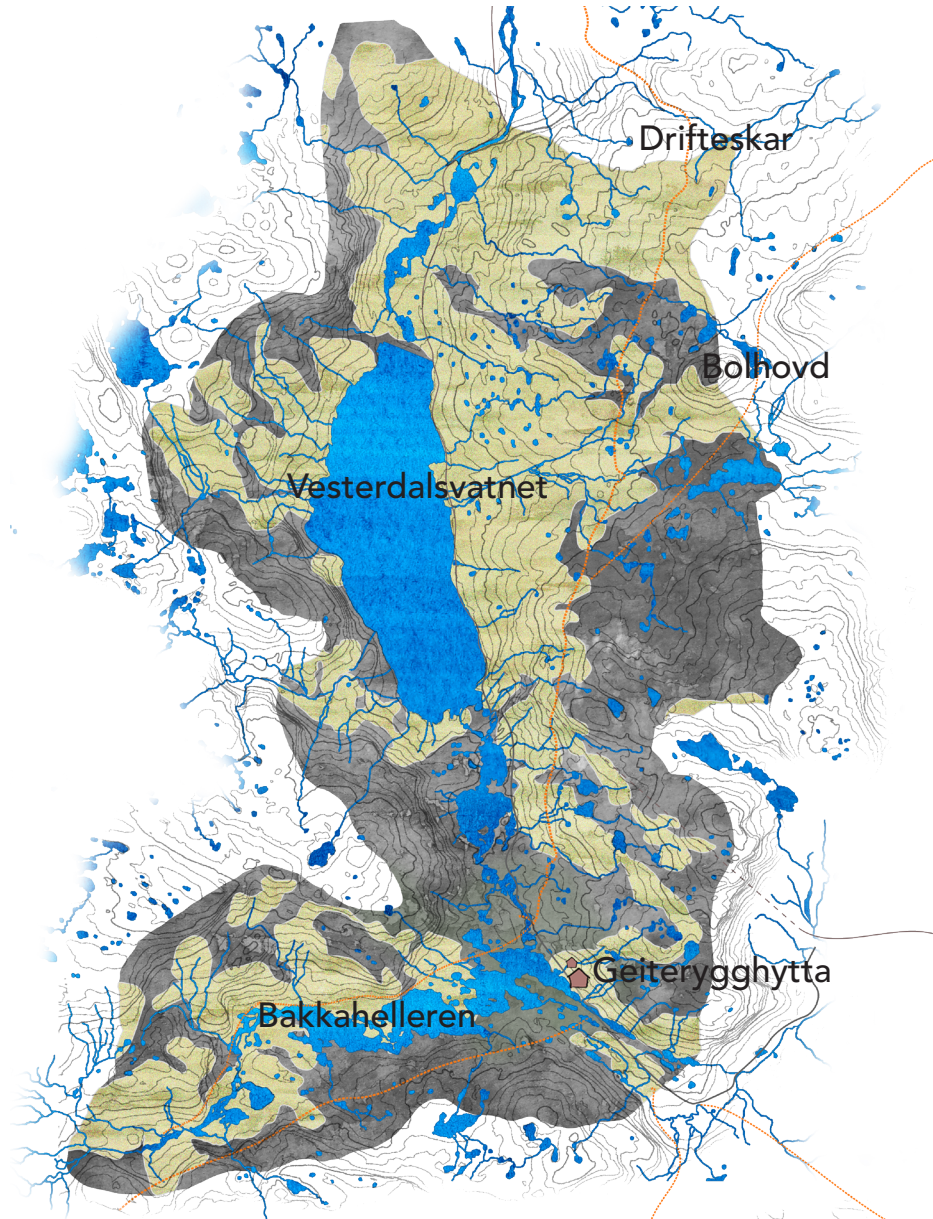 Drifteskar
Bolhovd
Vesterdalsvatnet
Geiterygghytta
Bakkahelleren